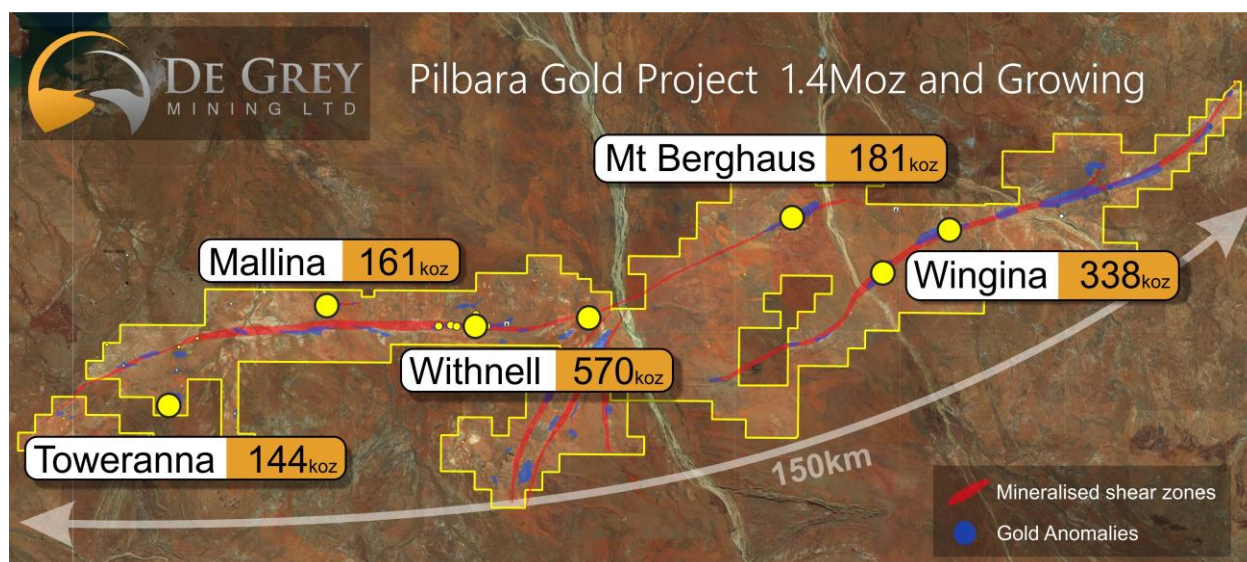 DE GREY
MINING LTD
Pilbara Gold Project 1.4Moz and Growing
Mt Berghaus 181koz
Mallina 161koz
Wingina 338koz
Withnell 570koz
Toweranna 144koz
150km
Mineralised shear zones
Gold Anomalies